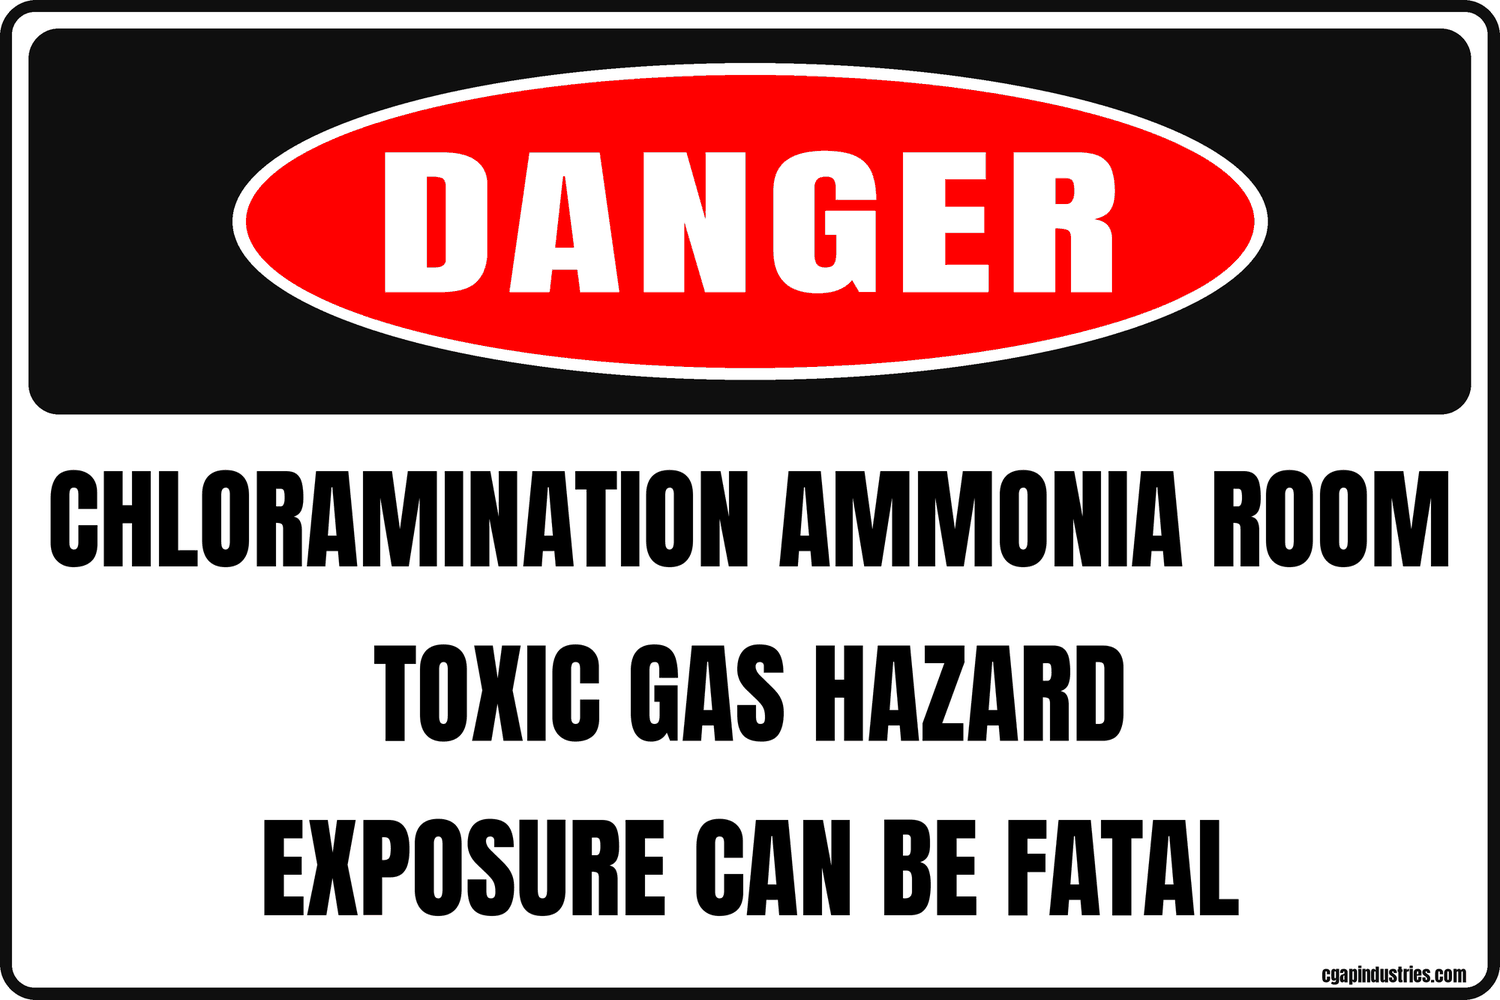 DANGER
CHLORAMINATION AMMONIA ROOM
TOXIC GAS HAZARD
EXPOSURE CAN BE FATAL
cgapindustries.com